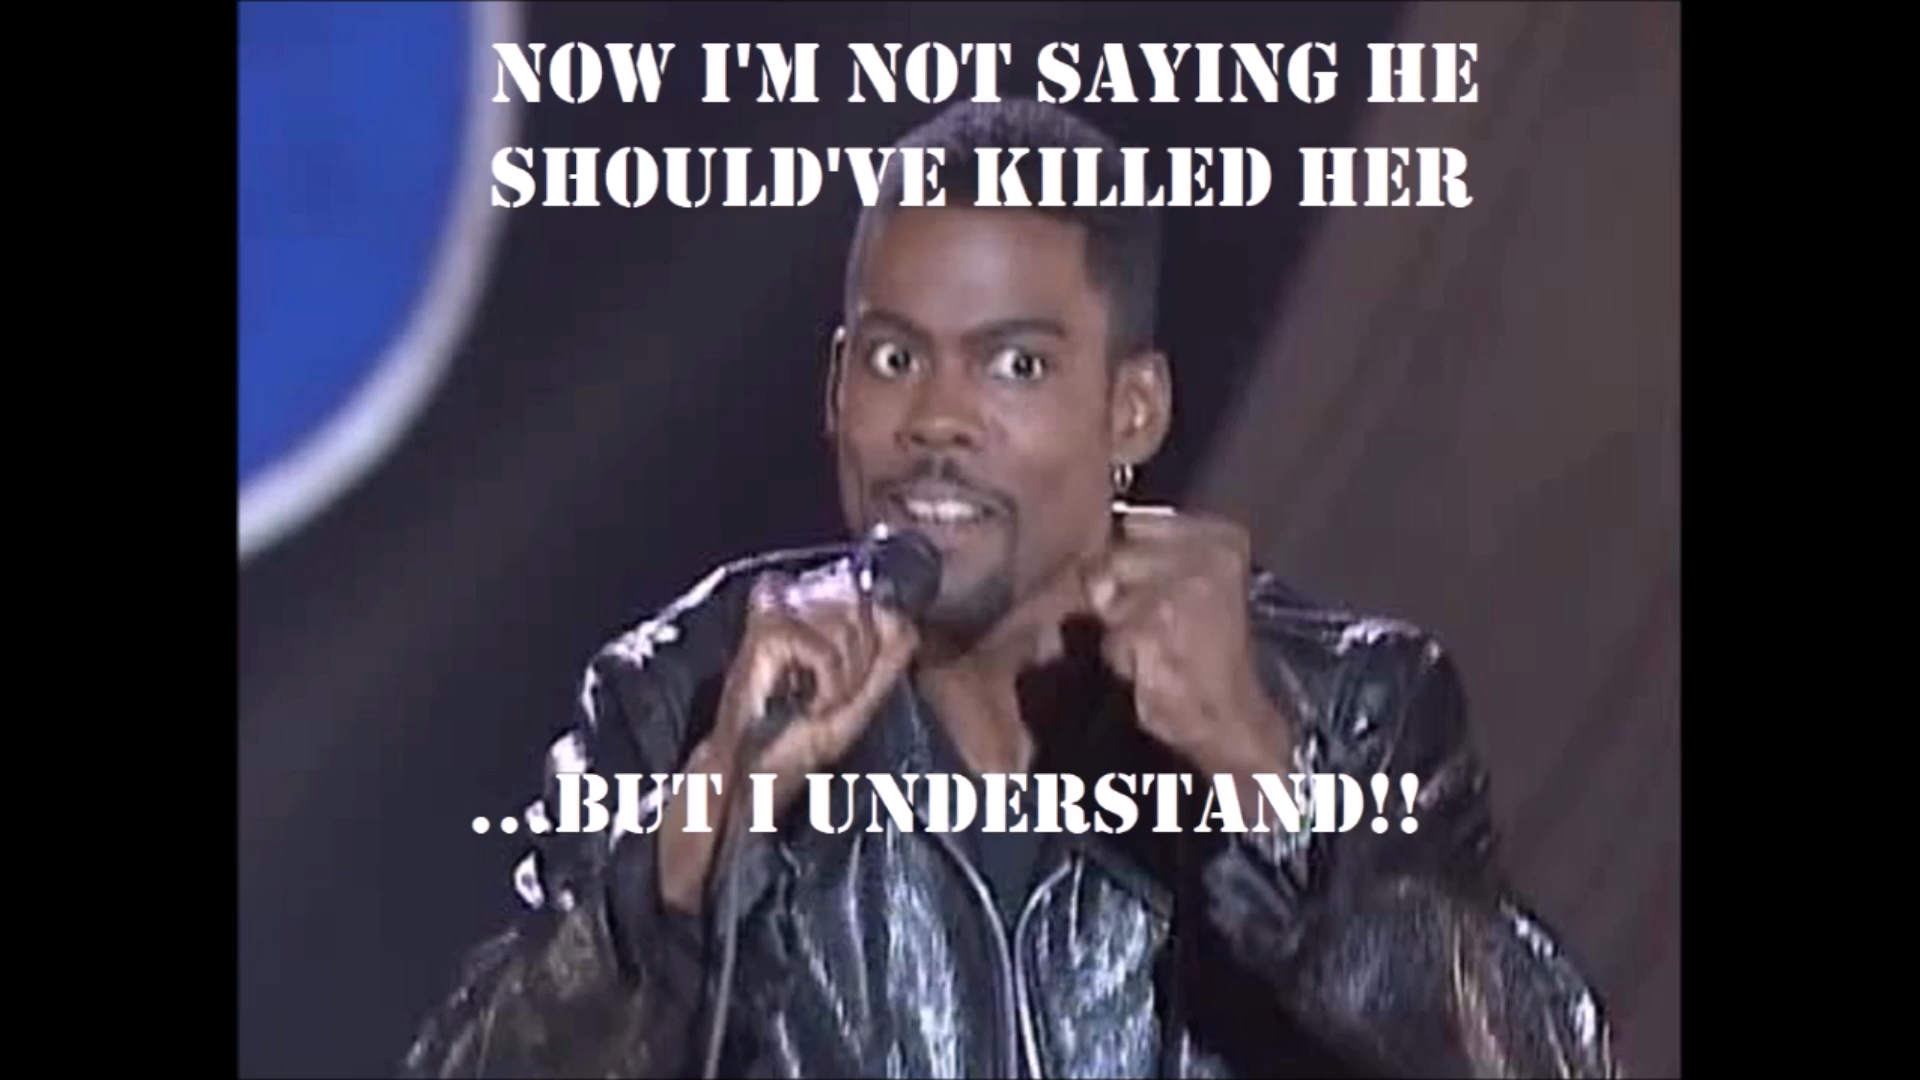 NOW I'M NOT SAYING HE
SHOULD'VE KILLED HER
...BUT I UNDERSTAND!!